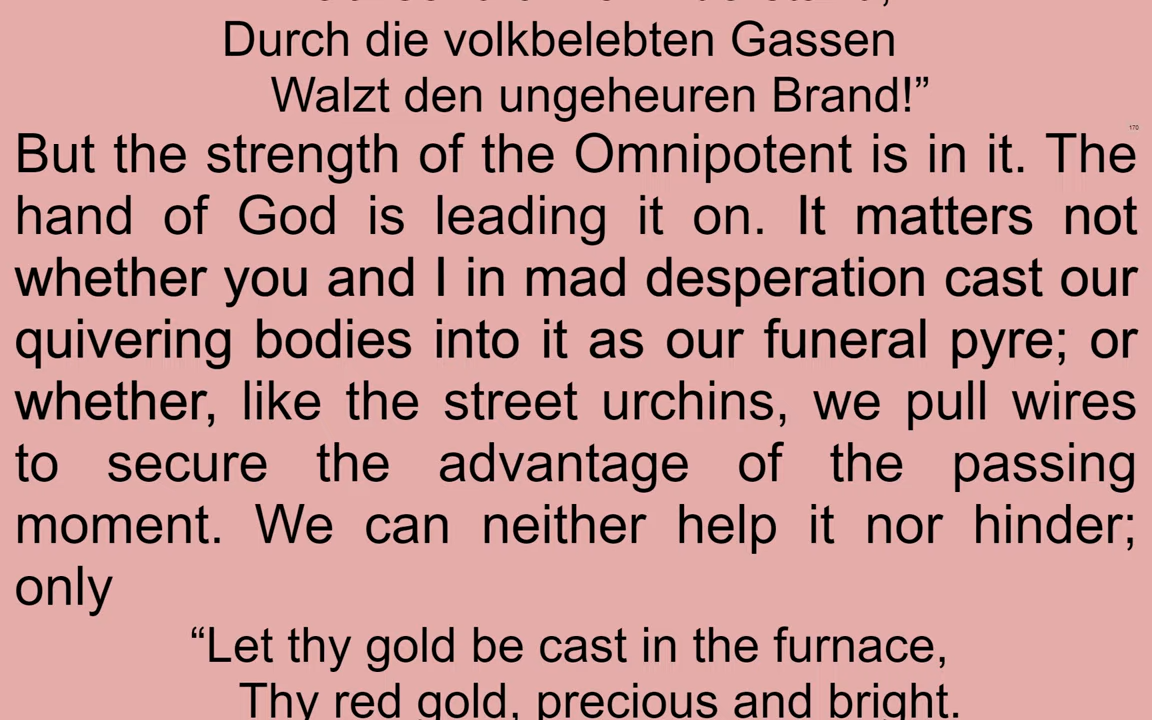 Durch die volkbelebten Gassen
Walzt den ungeheuren Brand!”
170
But the strength of the Omnipotent is in it. The
hand of God is leading it on. It matters not
whether you and I in mad desperation cast our
quivering bodies into it as our funeral pyre; or
whether, like the street urchins, we pull wires
to secure the advantage of the passing
moment. We can neither help it nor hinder;
only
“Let thy gold be cast in the furnace,
Thy red gold, precious and bright.